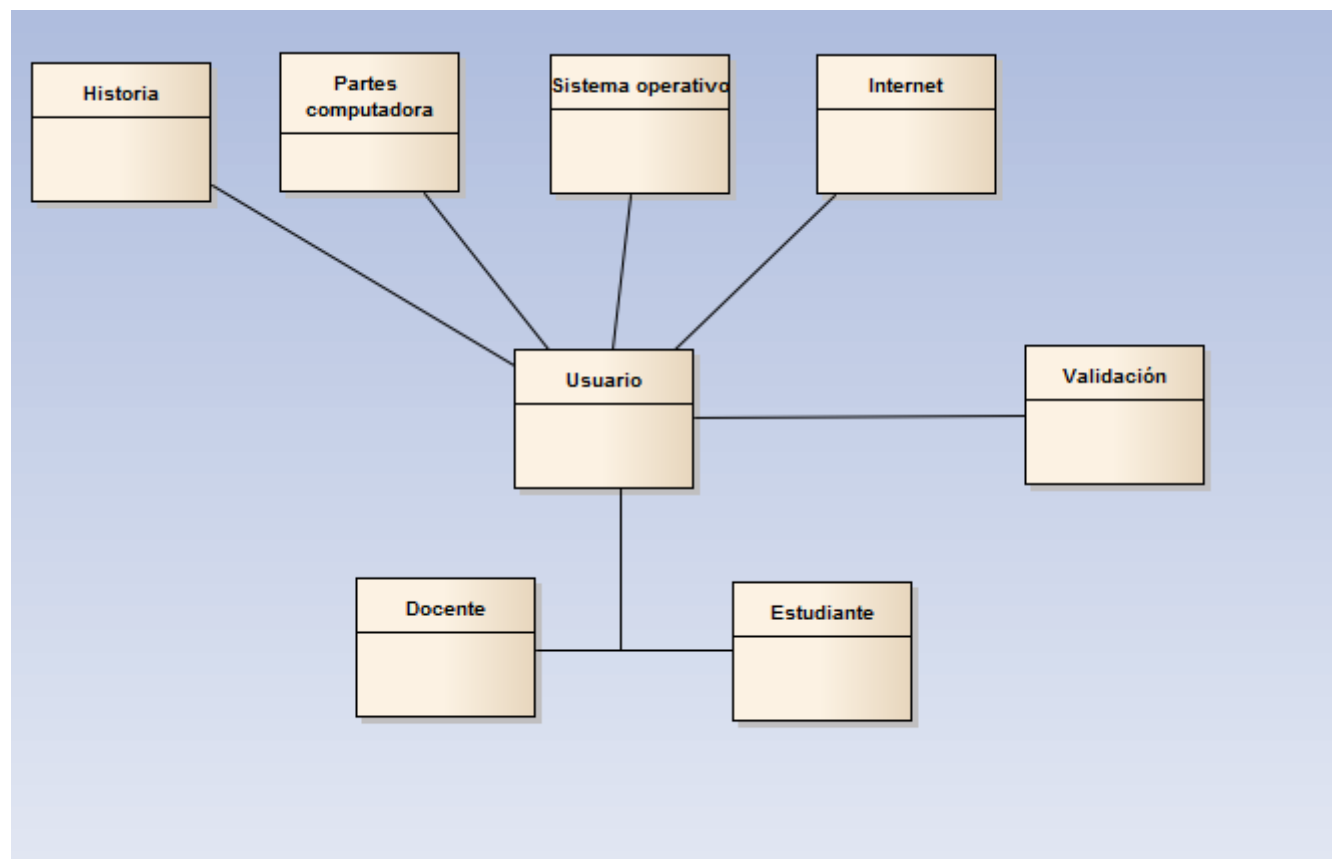 Historia
Partes
computadora
Sistema operativo
Internet
Usuario
Validación
Docente
Estudiante